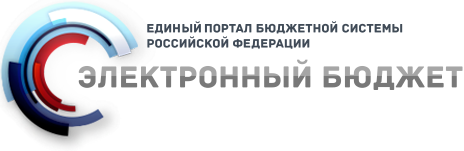 ЕДИНЫЙ ПОРТАЛ БЮДЖЕТНОЙ СИСТЕМЫ
РОССИЙСКОЙ ФЕДЕРАЦИИ
ЭЛЕКТРОННЫЙ БЮДЖЕТ